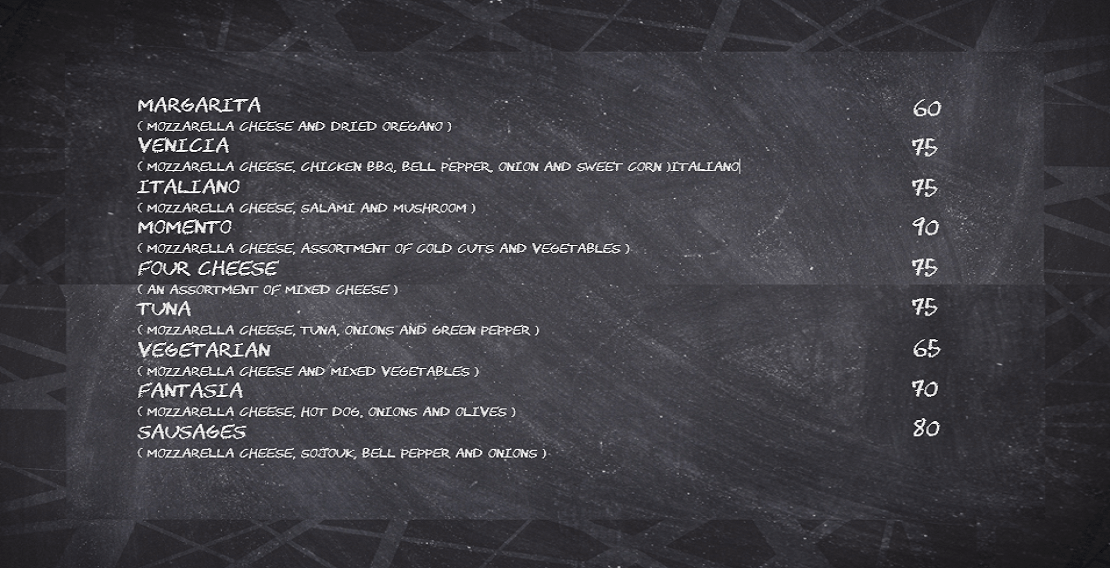 MARGARITA 60
( MOZZARELLA CHEESE AND DRIED OREGANO )
VENICIA 75
( MOZZARELLA CHEESE, CHICKEN BBQ, BELL PEPPER, ONION AND SWEET CORN )ITALIANO
ITALIANO 75
( MOZZARELLA CHEESE, SALAMI AND MUSHROOM )
MOMENTO 90
( MOZZARELLA CHEESE, ASSORTMENT OF COLD CUTS AND VEGETABLES )
FOUR CHEESE 75
( AN ASSORTMENT OF MIXED CHEESE )
TUNA 75
( MOZZARELLA CHEESE, TUNA, ONIONS AND GREEN PEPPER )
VEGETARIAN 65
( MOZZARELLA CHEESE AND MIXED VEGETABLES )
FANTASIA 70
( MOZZARELLA CHEESE, HOT DOG, ONIONS AND OLIVES )
SAUSAGES 80
( MOZZARELLA CHEESE, SOJOUK, BELL PEPPER AND ONIONS )